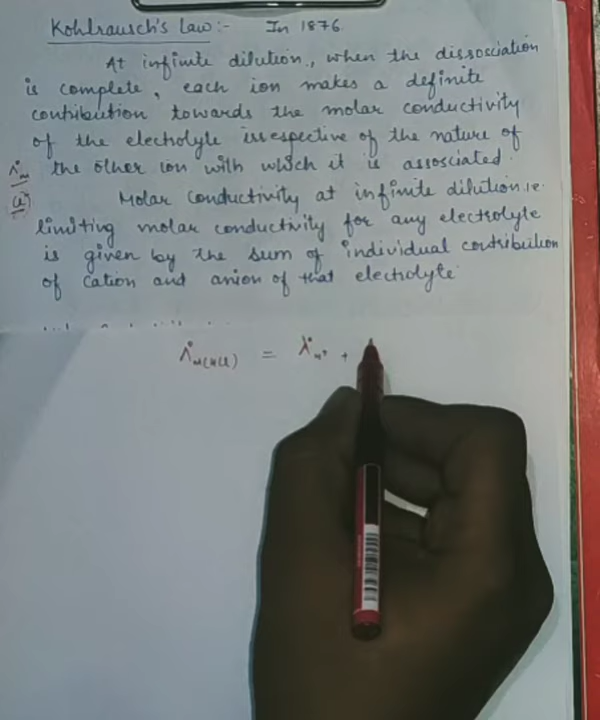 Kohlrausch's Law:- In 1876.
At infinite dilution, when the dissosciation
is complete, each ion makes a definite
contribution towards the molar conductivity
of the electrolyte irrespective of the nature of
the other ion with which it is assosciated.
Molar conductivity at infinite dilution i.e.
limiting molar conductivity for any electrolyte
is given by the sum of individual contribution
of cation and anion of that electrolyte
Λ°m(HCl) = λ°H+ +